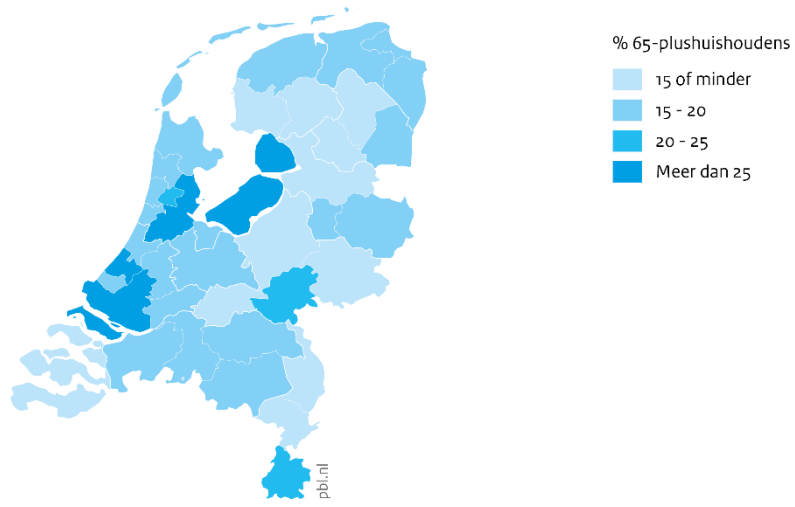 % 65-plushuishoudens
15 of minder
15 - 20
20 - 25
Meer dan 25
pbl.nl